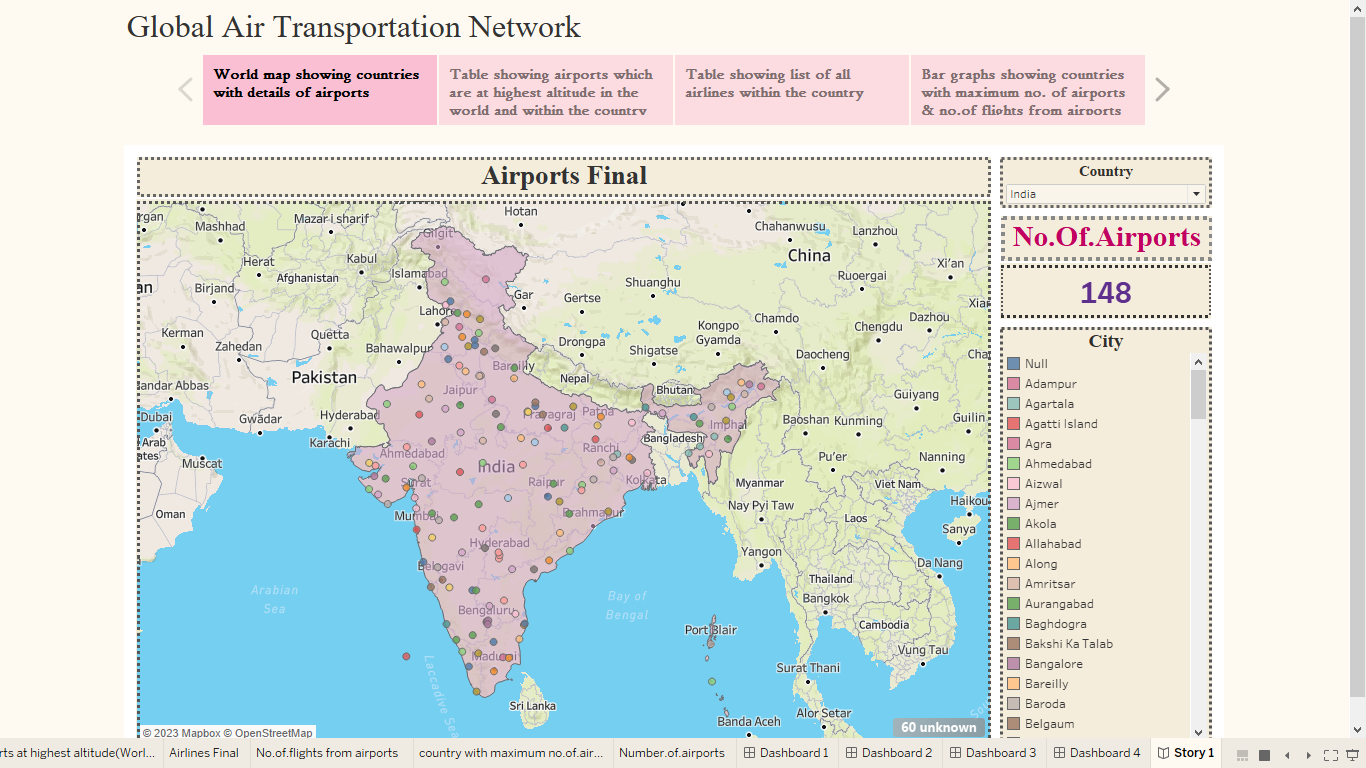 Global Air Transportation Network
World map showing countries
with details of airports
Table showing airports which
are at highest altitude in the
world and within the country
Table showing list of all
airlines within the country
Bar graphs showing countries
with maximum no. of airports
& no.of flights from airports
Airports Final
Country
India
No.Of.Airports
148
City
Null
Adampur
Agartala
Agatti Island
Agra
Ahmedabad
Aizwal
Ajmer
Akola
Allahabad
Along
Amritsar
Aurangabad
Baghdogra
Bakshi Ka Talab
Bangalore
Bareilly
Baroda
Belgaum
rgan
Mashhad
Mazar i sharif
Hotan
Gilgit
Chahanwusu
Lanzhou
China
Herat
Kabul
Islamabad
Xi'an
Afghanistan
Ruoergai
an
Birjand
Gar
Gertse
Shuanghu
Lahore
Xiar
Kerman
Quetta
Chamdo
Dazhou
Kongpo
Gyamda
Chengdu
Zahedan
Bahawalpur
Drongpa
Shigatse
Daocheng
Cha
Bareilly
Pakistan
Nepal
andar Abbas
Jaipur
Bhutan
Guiyang
Dubai
Gwadar
Hyderabad
Prayagraj
Patna
Baoshan
Kunming
Guilin
Imphal
Arab
ates
Karachi
Bangladesh
Ahmedabad
Ranchi
Muscat
India
Pu'er
Nanning
Surat
Raipur
Kolkata
Myanmar
Viet Nam
Oman
Mumbai
Brahmapur
Nay Pyi Taw
Laos
Haikou
Sanya
Hyderabad
Yangon
Belgavi
Da Nang
Arabian
Sea
Thailand
Bay of
Bengal
Bangkok
Bengaluru
Port Blair
Cambodia
Madurai
Vung Tau
Laccadive Sea
Surat Thani
Sri Lanka
Alor Setar
Banda Aceh
60 unknown
© 2023 Mapbox © OpenStreetMap
rts at highest altitude(Worl...
Airlines Final
No.of.flights from airports
country with maximum no.of.air...
Number.of.airports
Dashboard 1
Dashboard 2
Dashboard 3
Dashboard 4
Story 1